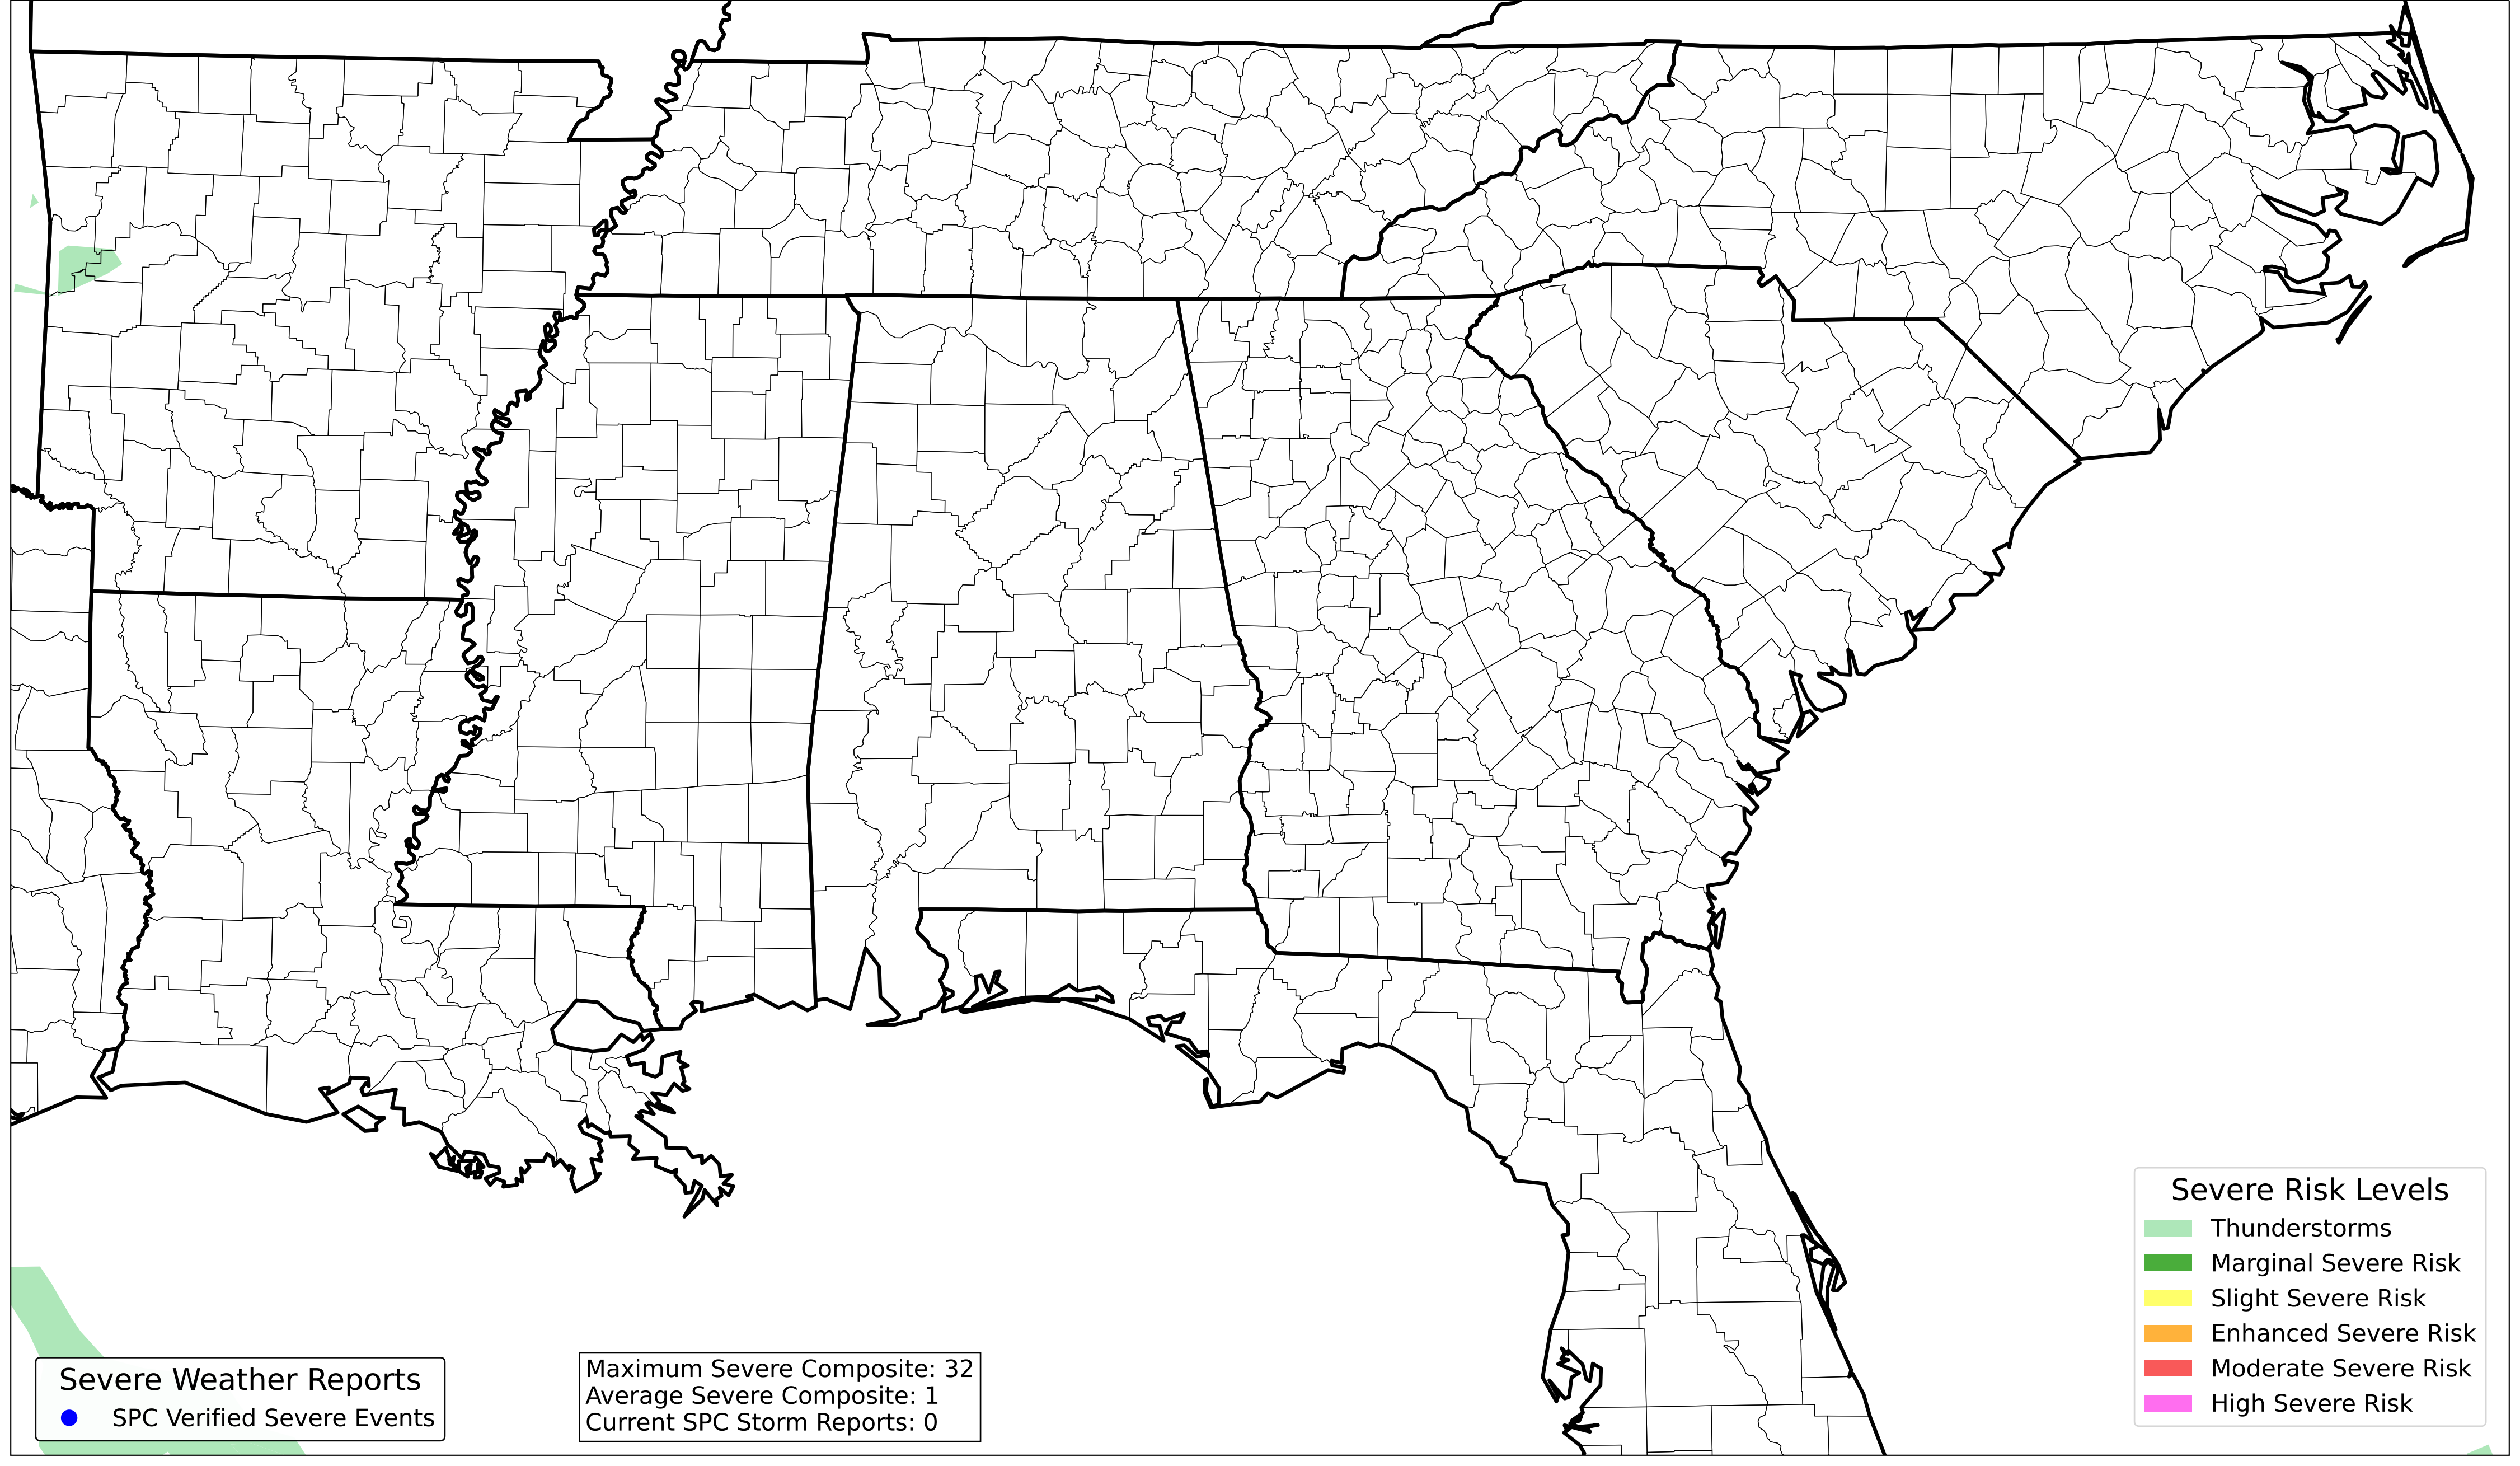 Severe Weather Reports
SPC Verified Severe Events
Maximum Severe Composite: 32
Average Severe Composite: 1
Current SPC Storm Reports: 0
Severe Risk Levels
Thunderstorms
Marginal Severe Risk
Slight Severe Risk
Enhanced Severe Risk
Moderate Severe Risk
High Severe Risk